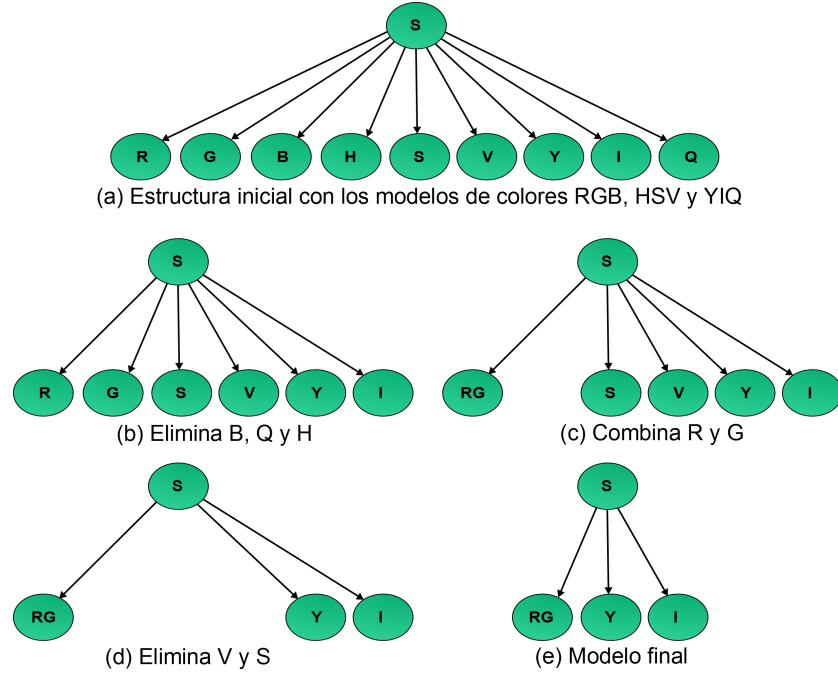 S
R G B H S V Y I Q
(a) Estructura inicial con los modelos de colores RGB, HSV y YIQ
S
R G S V Y I
(b) Elimina B, Q y H
S
RG S V Y I
(c) Combina R y G
S
RG Y I
(d) Elimina V y S
S
RG Y I
(e) Modelo final